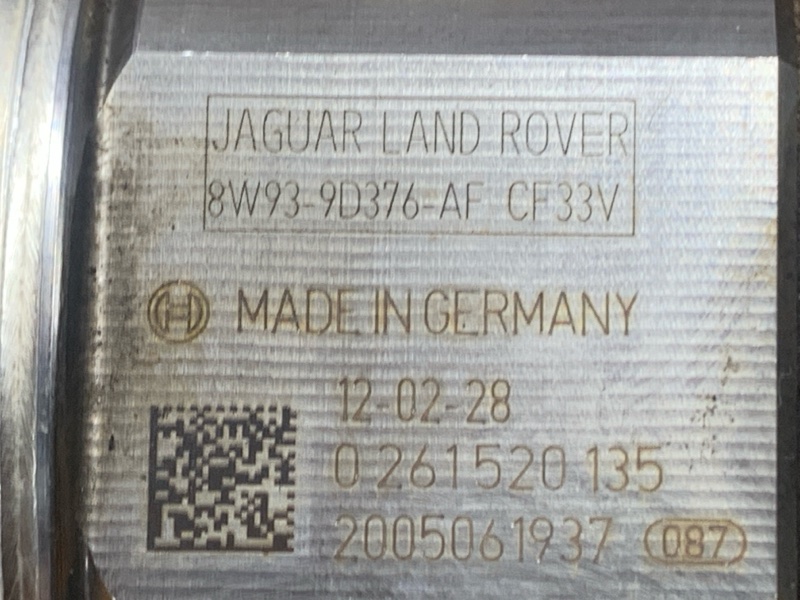 JAGUAR LAND ROVER
8W93-9D376-AF CF33V
MADE IN GERMANY
12-02-28
0 261 520 135
2005061937 087